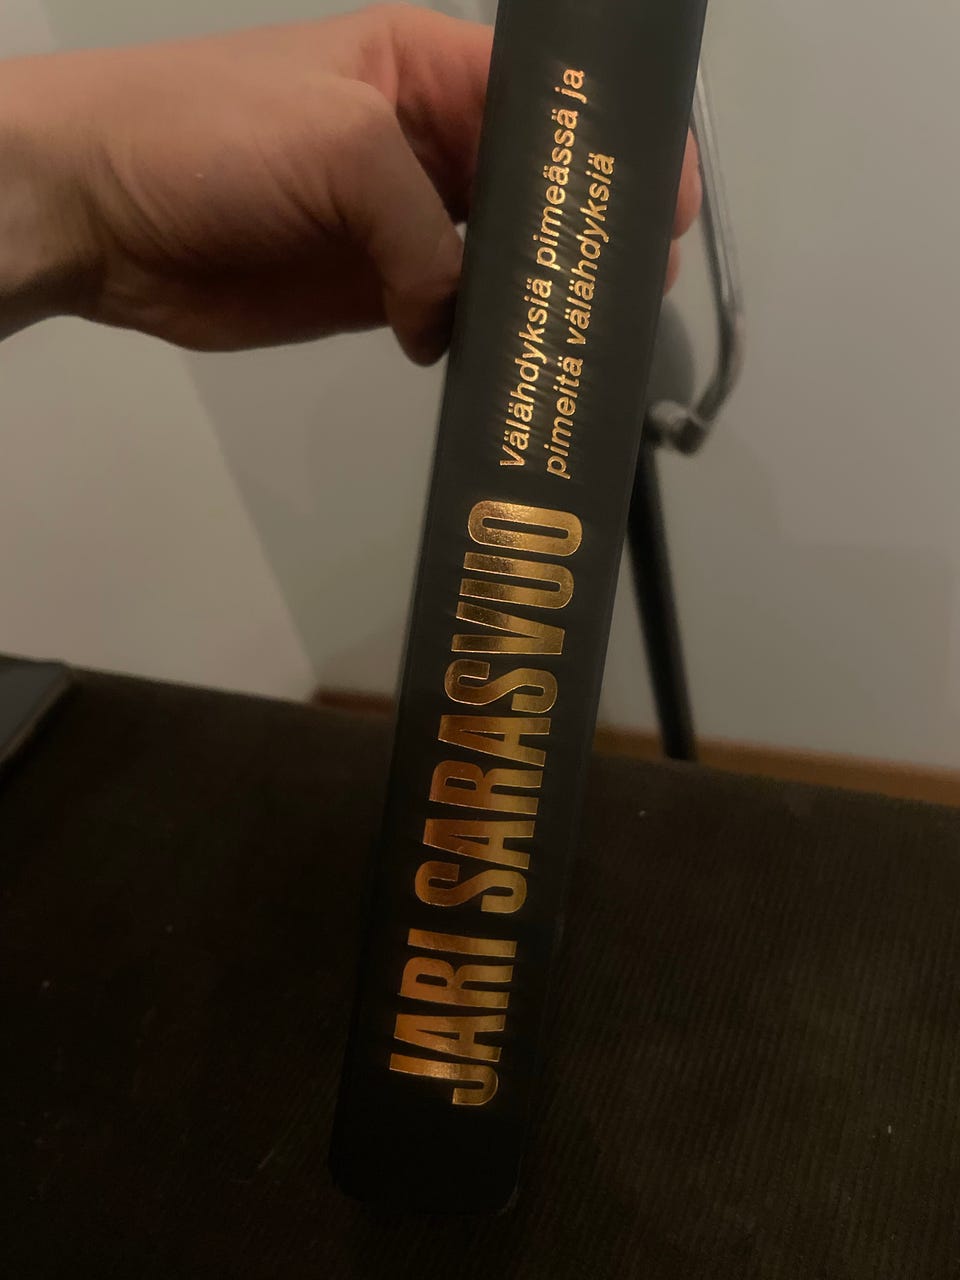 JARI SARASVUO
Välähdyksiä pimeässä ja
pimeitä välähdyksiä